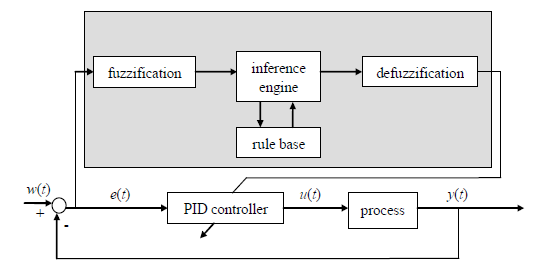 fuzzification
inference
engine
defuzzification
rule base
w(t)
+
-
e(t)
PID controller
u(t)
process
y(t)